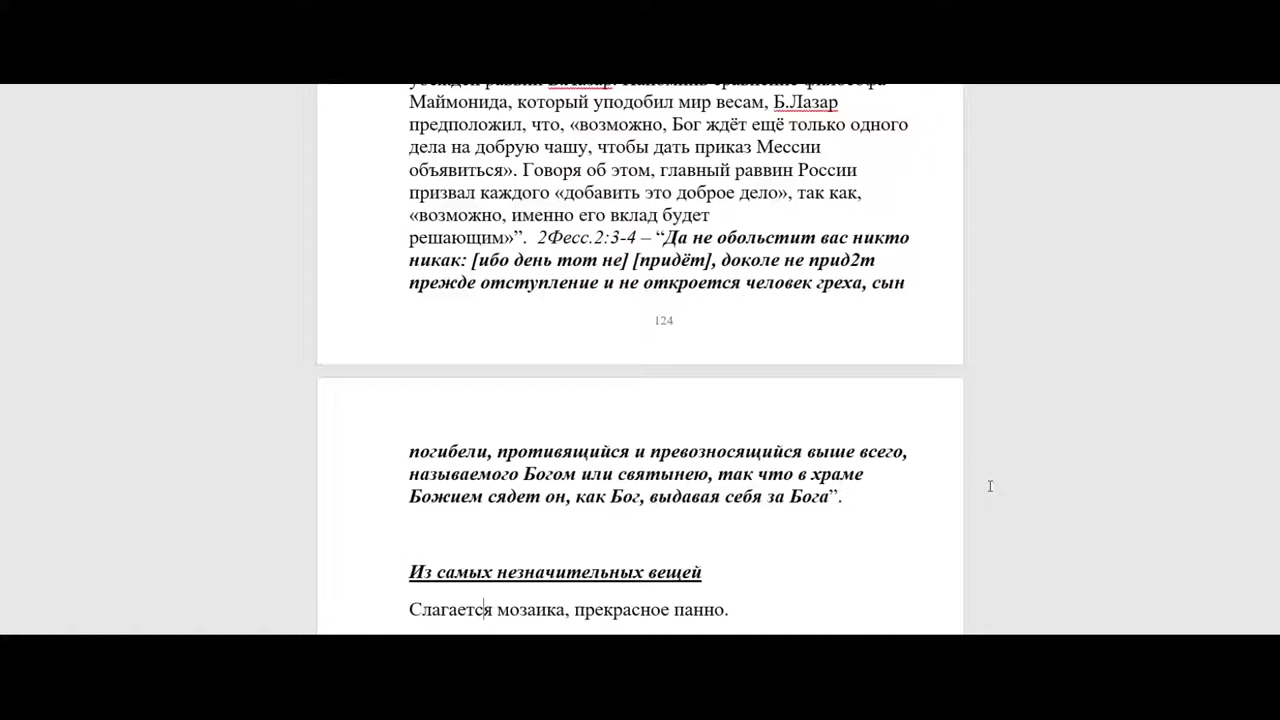 Маймонида, который уподобил мир весам, Б.Лазар
предположил, что, «возможно, Бог ждёт ещё только одного
дела на добрую чашу, чтобы дать приказ Мессии
объявиться». Говоря об этом, главный раввин России
призвал каждого «добавить это доброе дело», так как,
«возможно, именно его вклад будет
решающим»”.  2Фесс.2:3-4 – “Да не обольстит вас никто
никак: [ибо день тот не] [придёт], доколе не прид2т
прежде отступление и не откроется человек греха, сын
124
погибели, противящийся и превозносящийся выше всего,
называемого Богом или святынею, так что в храме
Божием сядет он, как Бог, выдавая себя за Бога”.
Из самых незначительных вещей
Слагается мозаика, прекрасное панно.